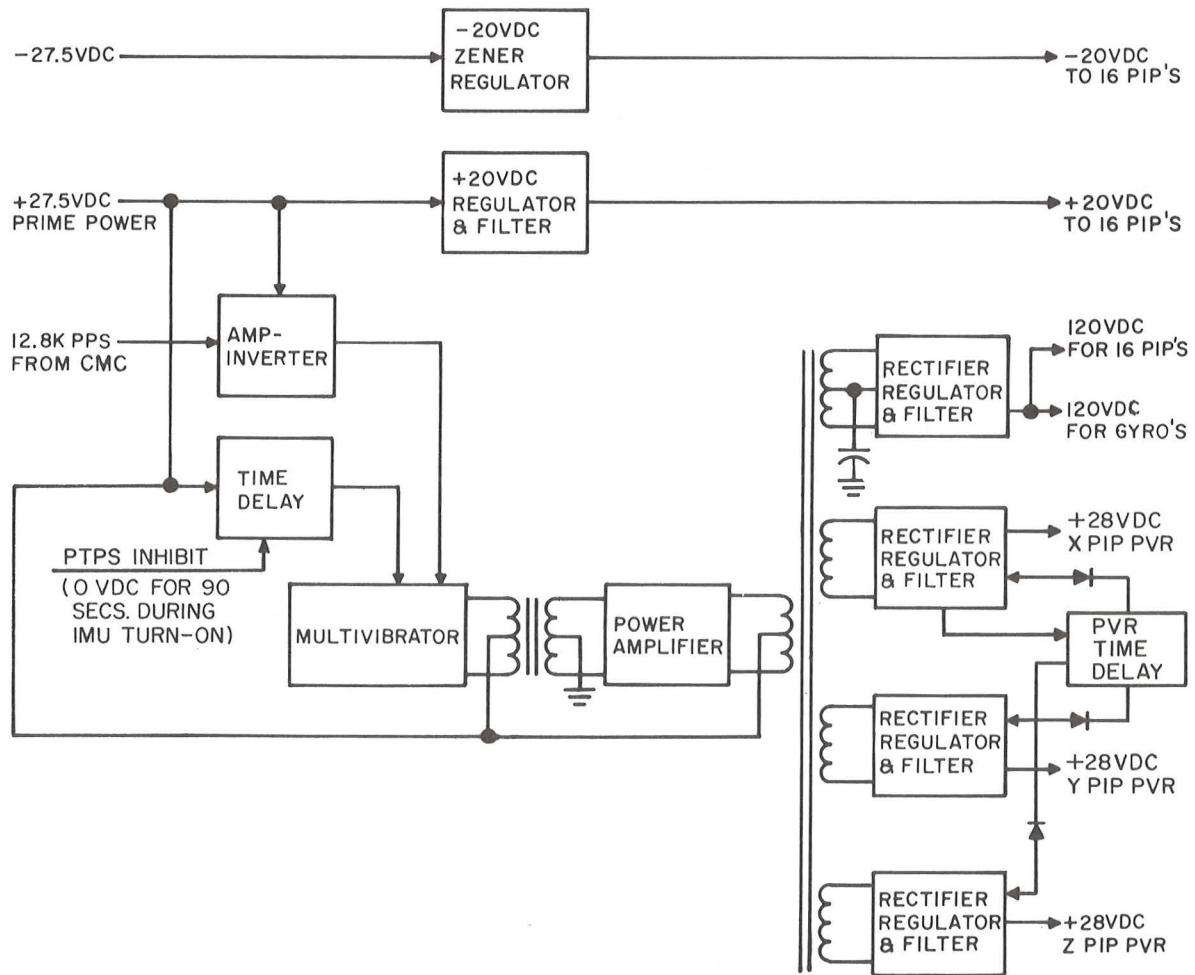 -27.5VDC
-20VDC
ZENER
REGULATOR
-20VDC
TO 16 PIP'S
+27.5VDC
PRIME POWER
+20VDC
REGULATOR
& FILTER
+20VDC
TO 16 PIP'S
12.8K PPS
FROM CMC
AMP-
INVERTER
RECTIFIER
REGULATOR
& FILTER
120VDC
FOR 16 PIP'S
120VDC
FOR GYRO'S
TIME
DELAY
PTPS INHIBIT
(0 VDC FOR 90
SECS. DURING
IMU TURN-ON)
MULTIVIBRATOR
POWER
AMPLIFIER
RECTIFIER
REGULATOR
& FILTER
+28VDC
X PIP PVR
PVR
TIME
DELAY
RECTIFIER
REGULATOR
& FILTER
+28VDC
Y PIP PVR
RECTIFIER
REGULATOR
& FILTER
+28VDC
Z PIP PVR